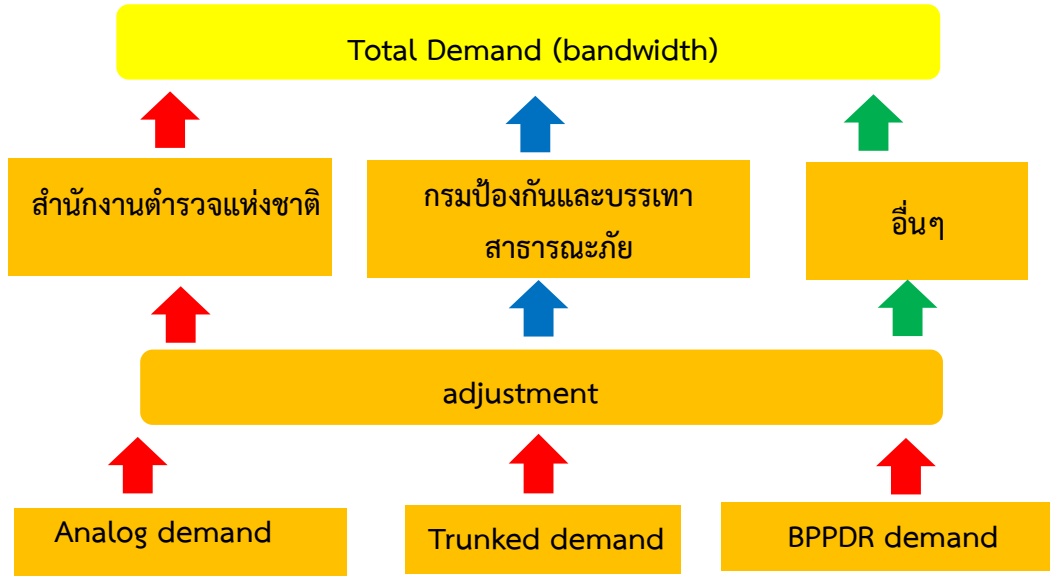 Total Demand (bandwidth)
สำนักงานตำรวจแห่งชาติ
กรมป้องกันและบรรเทา
สาธารณะภัย
อื่นๆ
adjustment
Analog demand
Trunked demand
BPPDR demand